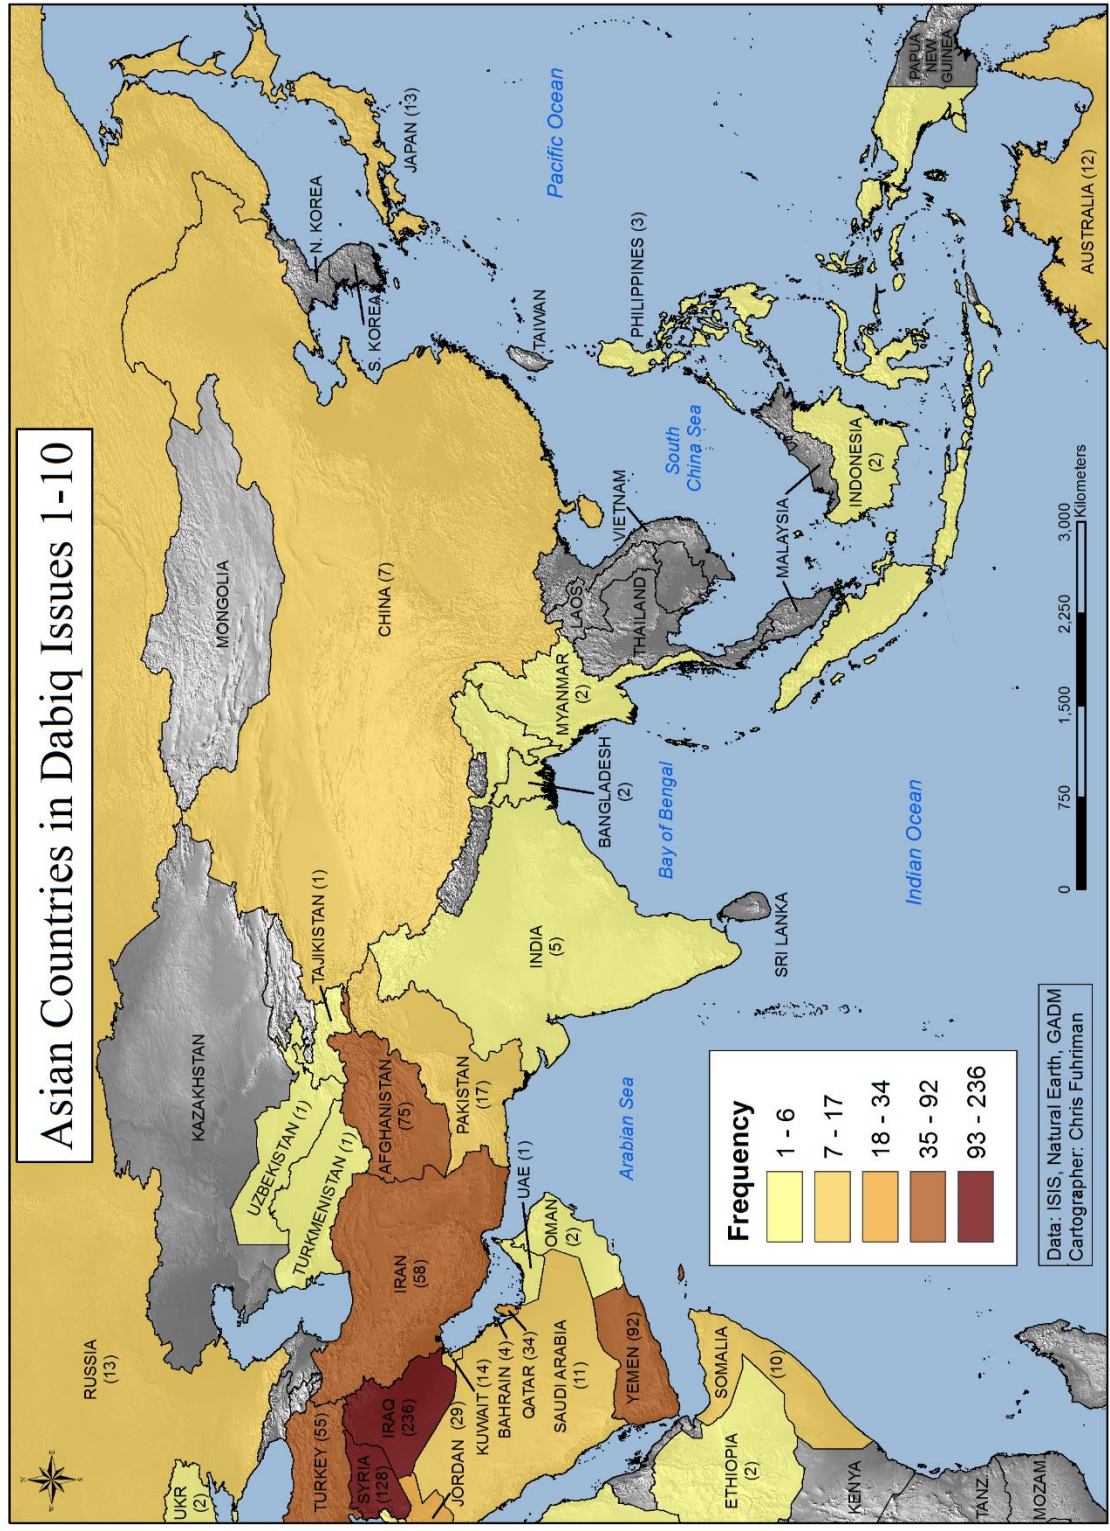 Asian Countries in Dabiq Issues 1-10
RUSSIA
(13)
UKR
(2)
KAZAKHSTAN
MONGOLIA
UZBEKISTAN (1)
TURKMENISTAN (1)
TAJIKISTAN (1)
CHINA (7)
N. KOREA
S. KOREA
JAPAN (13)
TURKEY (55)
SYRIA
(128)
IRAQ
(236)
IRAN
(58)
AFGHANISTAN
(75)
PAKISTAN
(17)
JORDAN (29)
KUWAIT (14)
BAHRAIN (4)
QATAR (34)
UAE (1)
SAUDI ARABIA
(11)
OMAN
(2)
YEMEN (92)
INDIA
(5)
BANGLADESH
(2)
MYANMAR
(2)
LAOS
THAILAND
VIETNAM
TAIWAN
Pacific Ocean
PHILIPPINES (3)
South
China Sea
Arabian Sea
Bay of Bengal
SRI LANKA
MALAYSIA
INDONESIA
(2)
PAPUA
NEW
GUINEA
AUSTRALIA (12)
Indian Ocean
SOMALIA
(10)
ETHIOPIA
(2)
KENYA
TANZ.
MOZAM.
Frequency
1 - 6
7 - 17
18 - 34
35 - 92
93 - 236
0 750 1,500 2,250 3,000
Kilometers
Data: ISIS, Natural Earth, GADM
Cartographer: Chris Fuhriman